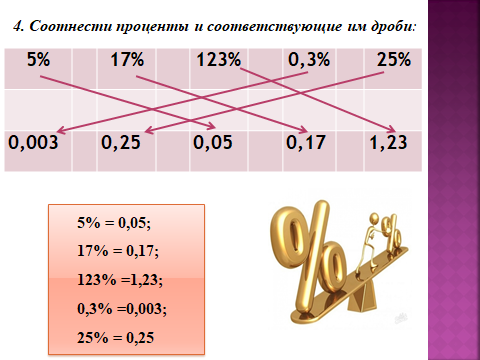 4. Соотнести проценты и соответствующие им дроби:
5% 17% 123% 0,3% 25%
0,003 0,25 0,05 0,17 1,23
5% = 0,05;
17% = 0,17;
123% =1,23;
0,3% =0,003;
25% = 0,25
%
%